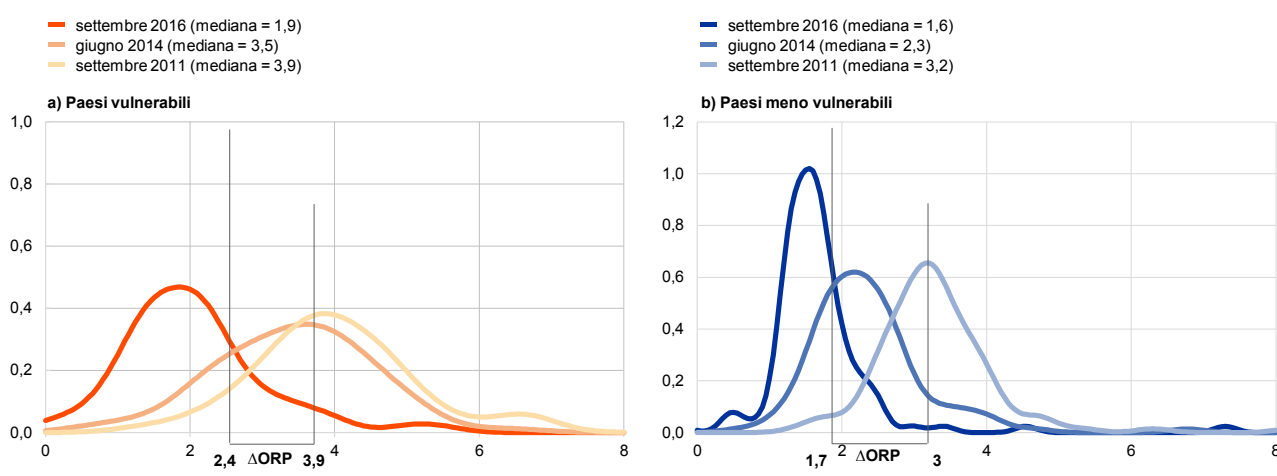 settembre 2016 (mediana = 1,9)
giugno 2014 (mediana = 3,5)
settembre 2011 (mediana = 3,9)
a) Paesi vulnerabili
1,0
0,8
0,6
0,4
0,2
0,0
0 2 4 6 8
2,4 ΔORP 3,9
settembre 2016 (mediana = 1,6)
giugno 2014 (mediana = 2,3)
settembre 2011 (mediana = 3,2)
b) Paesi meno vulnerabili
1,2
1,0
0,8
0,6
0,4
0,2
0,0
0 2 4 6 8
1,7 ΔORP 3